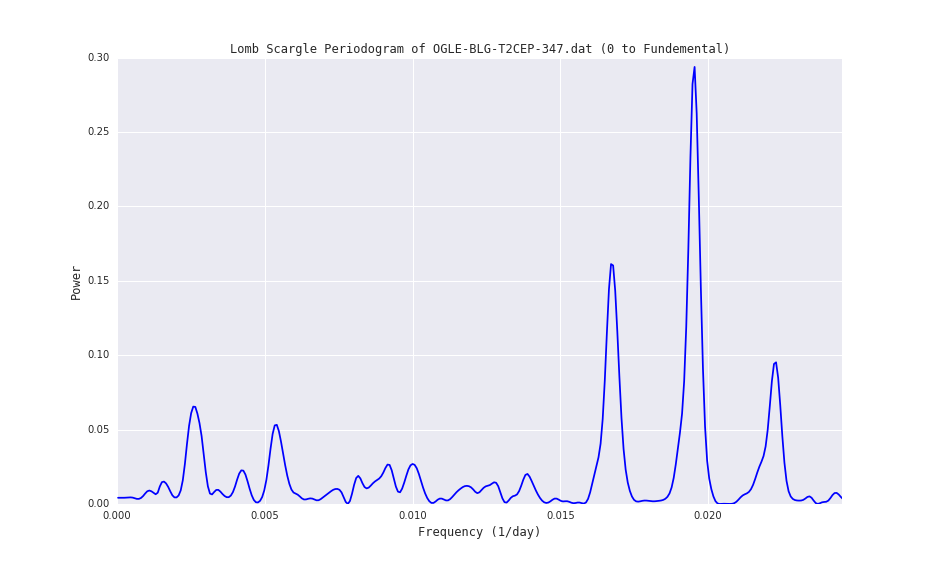 Lomb Scargle Periodogram of OGLE-BLG-T2CEP-347.dat (0 to Fundemental)
0.30
0.25
0.20
0.15
0.10
0.05
0.00
Power
0.000 0.005 0.010 0.015 0.020
Frequency (1/day)